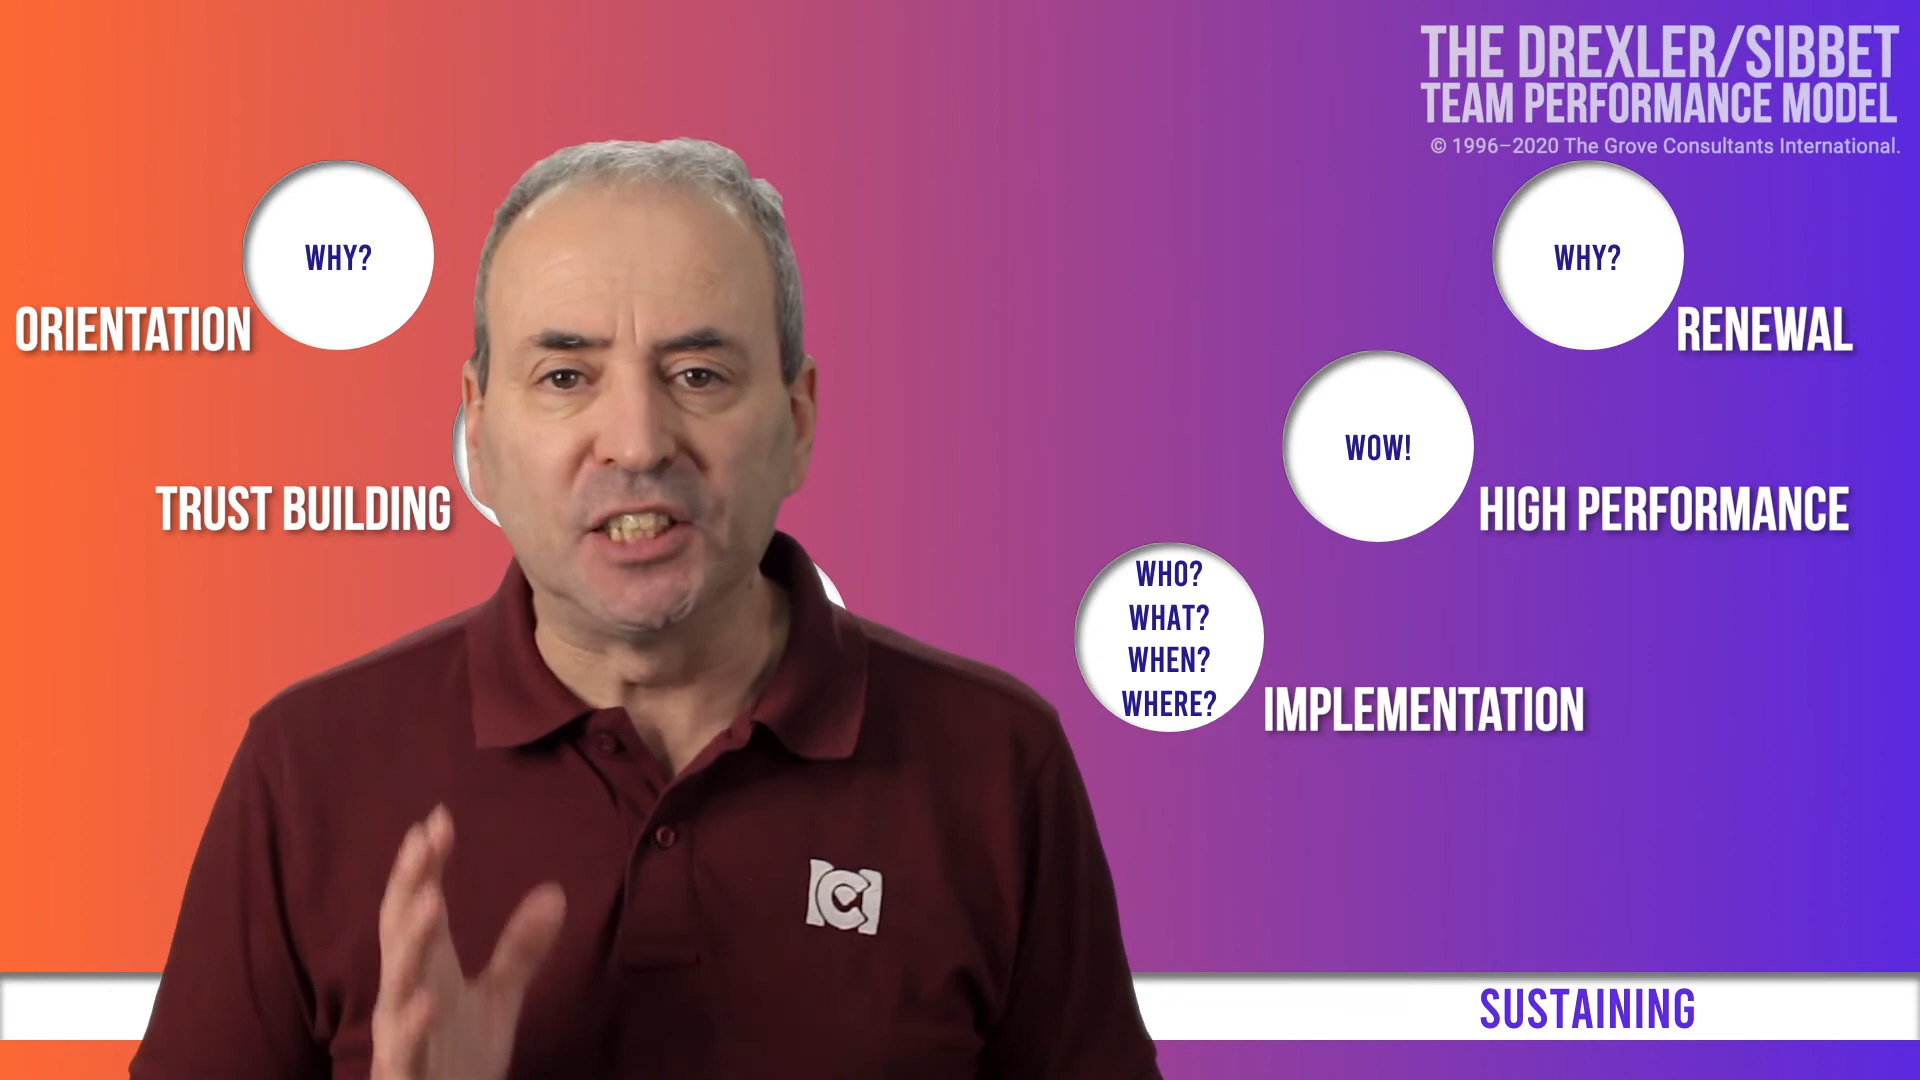 THE DREXLER/SIBBET
TEAM PERFORMANCE MODEL
© 1996–2020 The Grove Consultants International.
WHY?
ORIENTATION
TRUST BUILDING
WHY?
RENEWAL
WOW!
HIGH PERFORMANCE
WHO?
WHAT?
WHEN?
WHERE?
IMPLEMENTATION
SUSTAINING